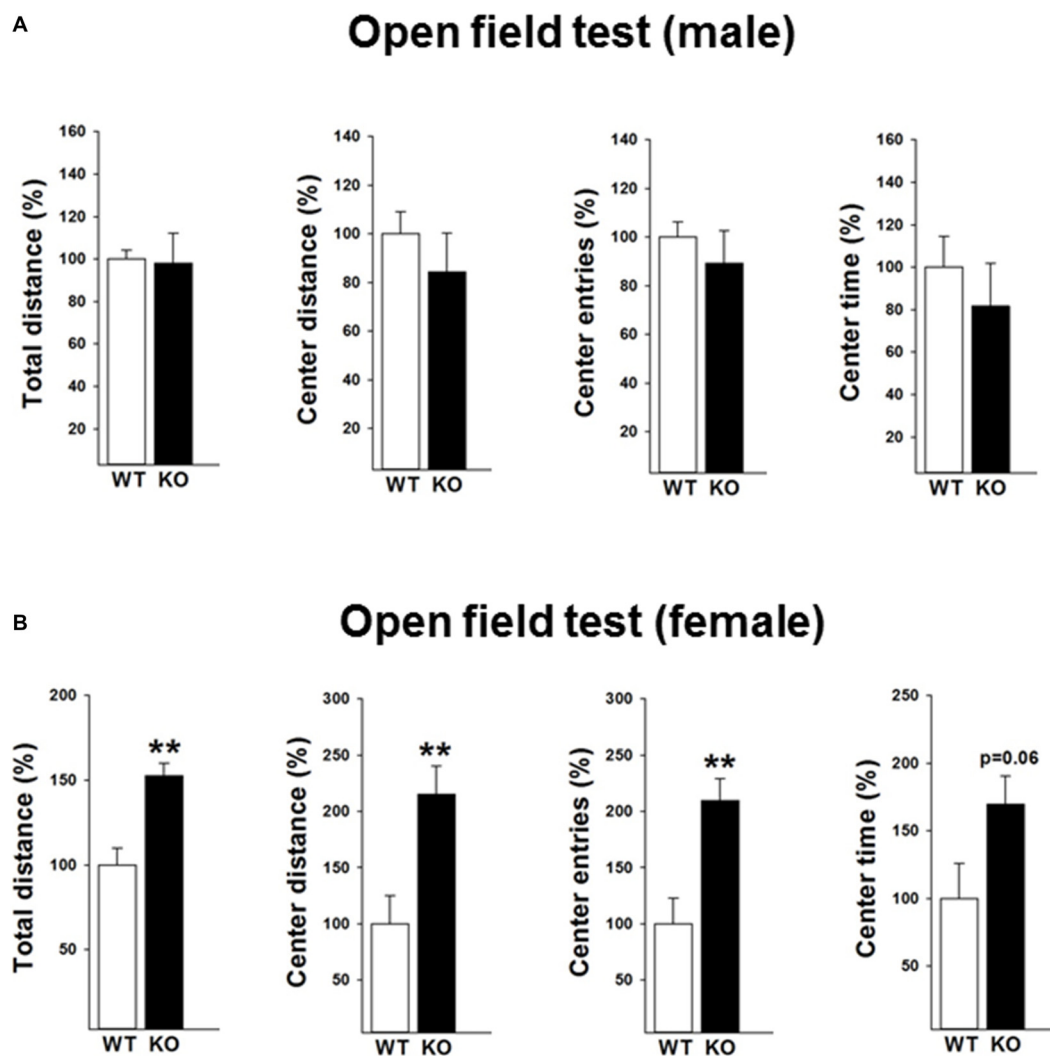 A
Open field test (male)
Total distance (%)
160
140
120
100
80
60
40
20
WT KO
Center distance (%)
140
120
100
80
60
40
20
WT KO
Center entries (%)
140
120
100
80
60
40
20
WT KO
Center time (%)
160
140
120
100
80
60
40
20
WT KO
B
Open field test (female)
Total distance (%)
200
150
100
50
**
WT KO
Center distance (%)
300
250
200
150
100
50
**
WT KO
Center entries (%)
300
250
200
150
100
50
**
WT KO
Center time (%)
250
200
150
100
50
p=0.06
WT KO